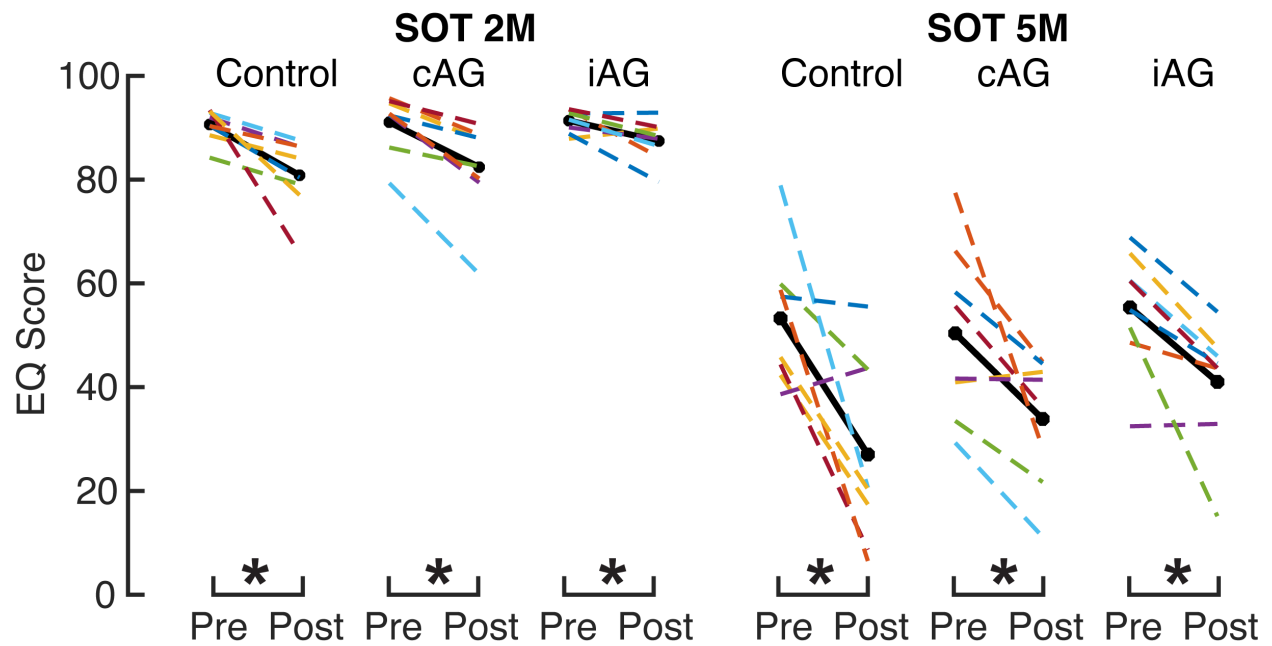 SOT 2M SOT 5M
Control cAG iAG Control cAG iAG
100
80
60
40
20
0
EQ Score
* * * * * *
Pre Post Pre Post Pre Post Pre Post Pre Post Pre Post